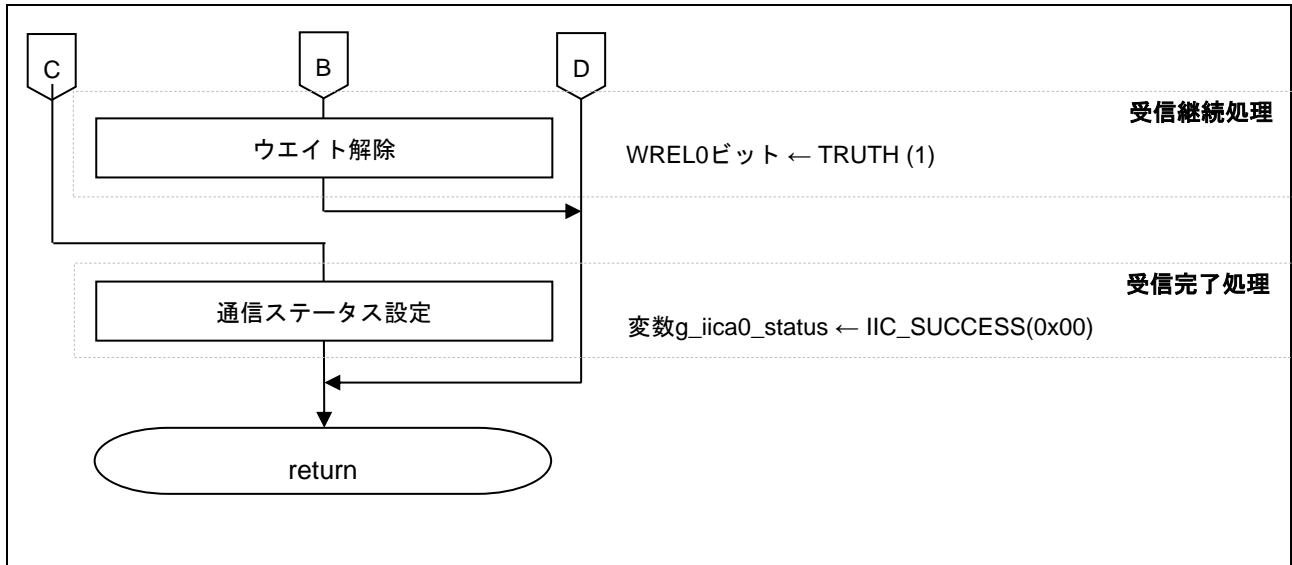 C
B
D
受信継続処理
ウエイト解除
WREL0ビット ← TRUTH (1)
受信完了処理
通信ステータス設定
変数g_iica0_status ← IIC_SUCCESS(0x00)
return